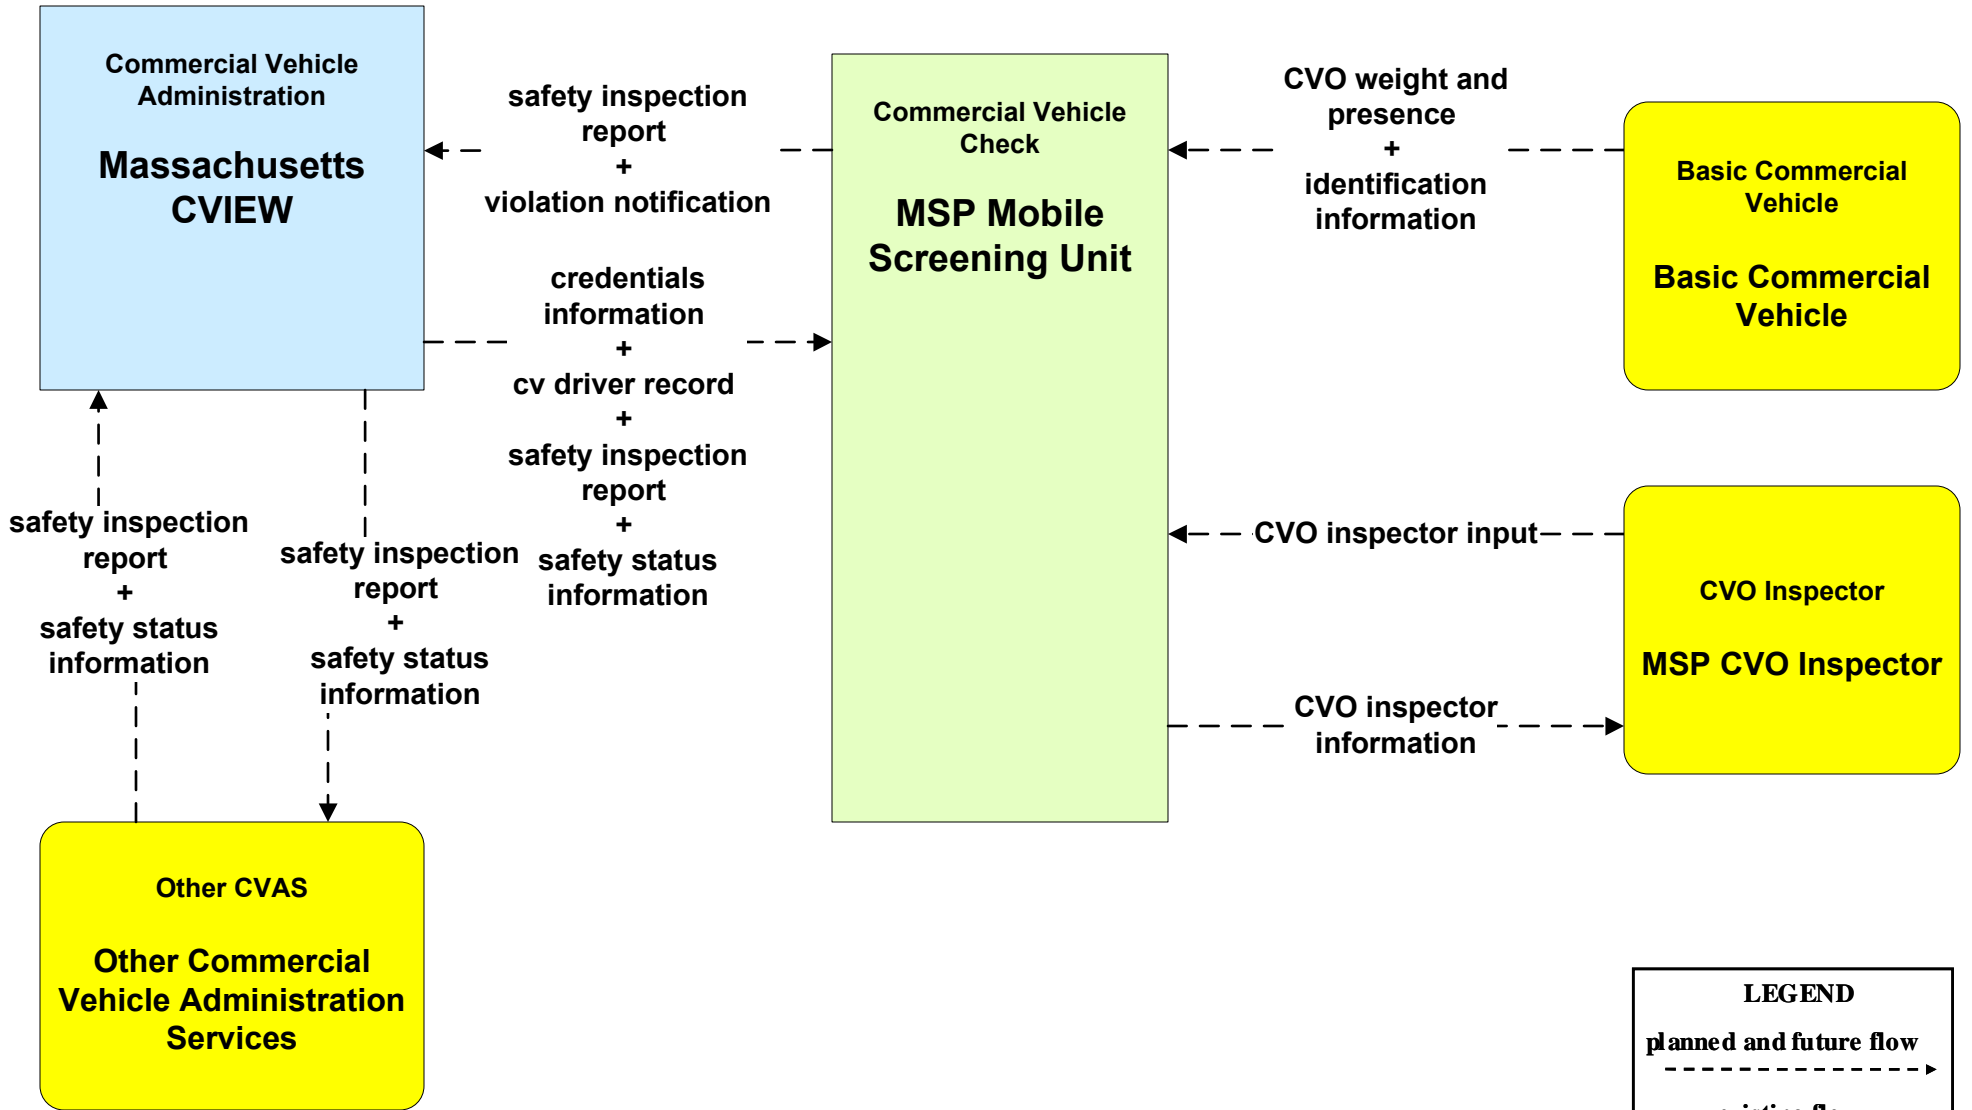 Commercial Vehicle
Administration
Massachusetts
CVIEW
safety inspection
report
+
violation notification
credentials
information
+
cv driver record
+
safety inspection
report
+
safety status
information
Commercial Vehicle
Check
MSP Mobile
Screening Unit
CVO weight and
presence
+
identification
information
Basic Commercial
Vehicle
Basic Commercial
Vehicle
CVO inspector input
CVO inspector
information
CVO Inspector
MSP CVO Inspector
safety inspection
report
+
safety status
information
safety inspection
report
+
safety status
information
Other CVAS
Other Commercial
Vehicle Administration
Services
LEGEND
planned and future flow